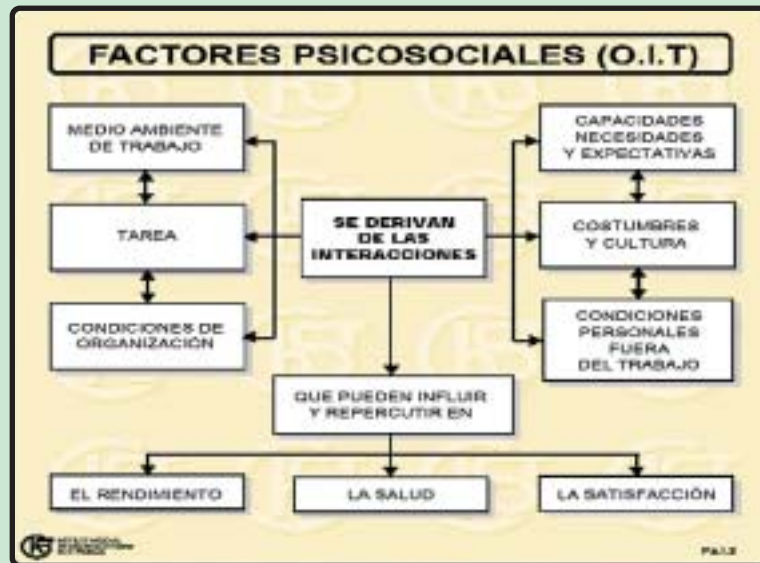 FACTORES PSICOSOCIALES (O.I.T)
MEDIO AMBIENTE
DE TRABAJO
TAREA
CONDICIONES DE
ORGANIZACIÓN
SE DERIVAN
DE LAS
INTERACCIONES
CAPACIDADES
NECESIDADES
Y EXPECTATIVAS
COSTUMBRES
Y CULTURA
CONDICIONES
PERSONALES
FUERA
DEL TRABAJO
QUE PUEDEN INFLUIR
Y REPERCUTIR EN
EL RENDIMIENTO
LA SALUD
LA SATISFACCIÓN